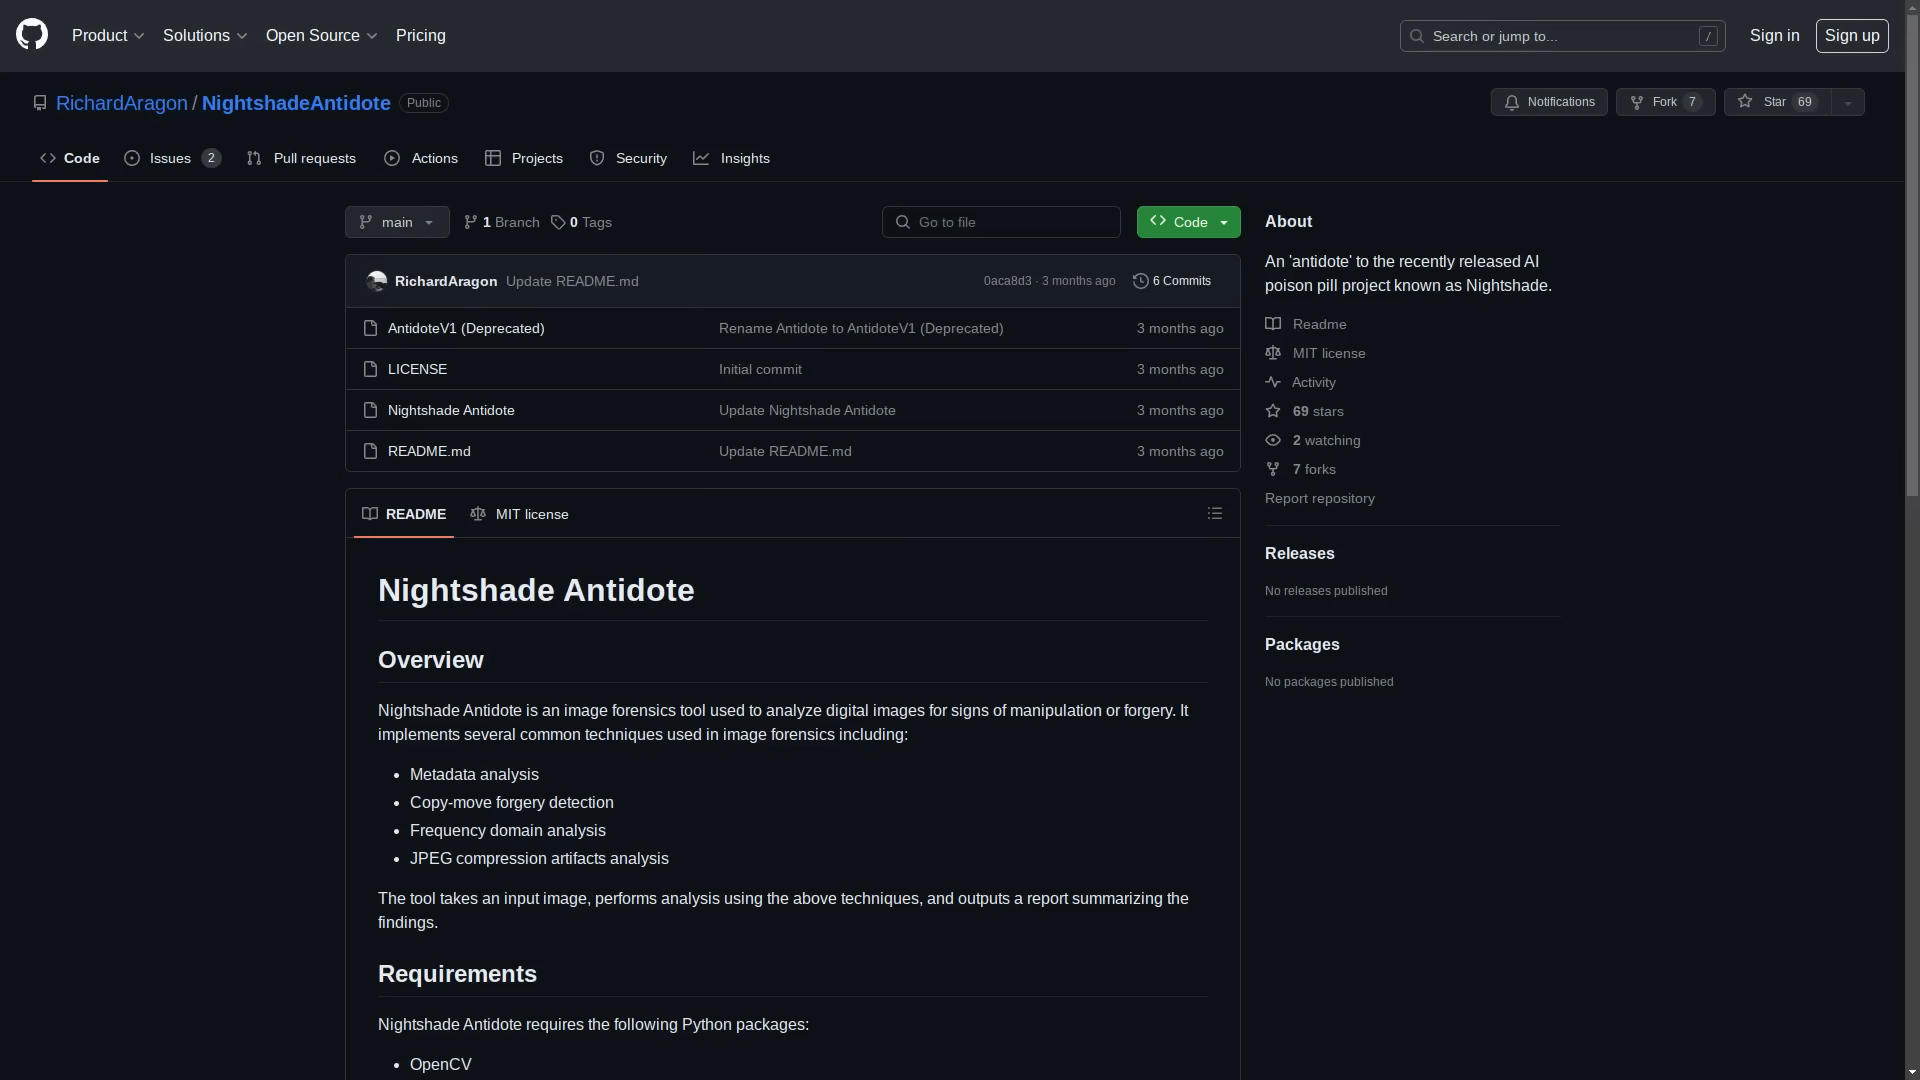 Product Solutions Open Source Pricing Search or jump to... / Sign in Sign up
RichardAragon / NightshadeAntidote Public Notifications Fork 7 Star 69
Code Issues 2 Pull requests Actions Projects Security Insights
main 1 Branch 0 Tags Go to file Code
RichardAragon Update README.md 0aca8d3 · 3 months ago 6 Commits
AntidoteV1 (Deprecated) Rename Antidote to AntidoteV1 (Deprecated) 3 months ago
LICENSE Initial commit 3 months ago
Nightshade Antidote Update Nightshade Antidote 3 months ago
README.md Update README.md 3 months ago
README MIT license
Nightshade Antidote
Overview
Nightshade Antidote is an image forensics tool used to analyze digital images for signs of manipulation or forgery. It
implements several common techniques used in image forensics including:
Metadata analysis
Copy-move forgery detection
Frequency domain analysis
JPEG compression artifacts analysis
The tool takes an input image, performs analysis using the above techniques, and outputs a report summarizing the
findings.
Requirements
Nightshade Antidote requires the following Python packages:
OpenCV
About
An 'antidote' to the recently released AI
poison pill project known as Nightshade.
Readme
MIT license
Activity
69 stars
2 watching
7 forks
Report repository
Releases
No releases published
Packages
No packages published